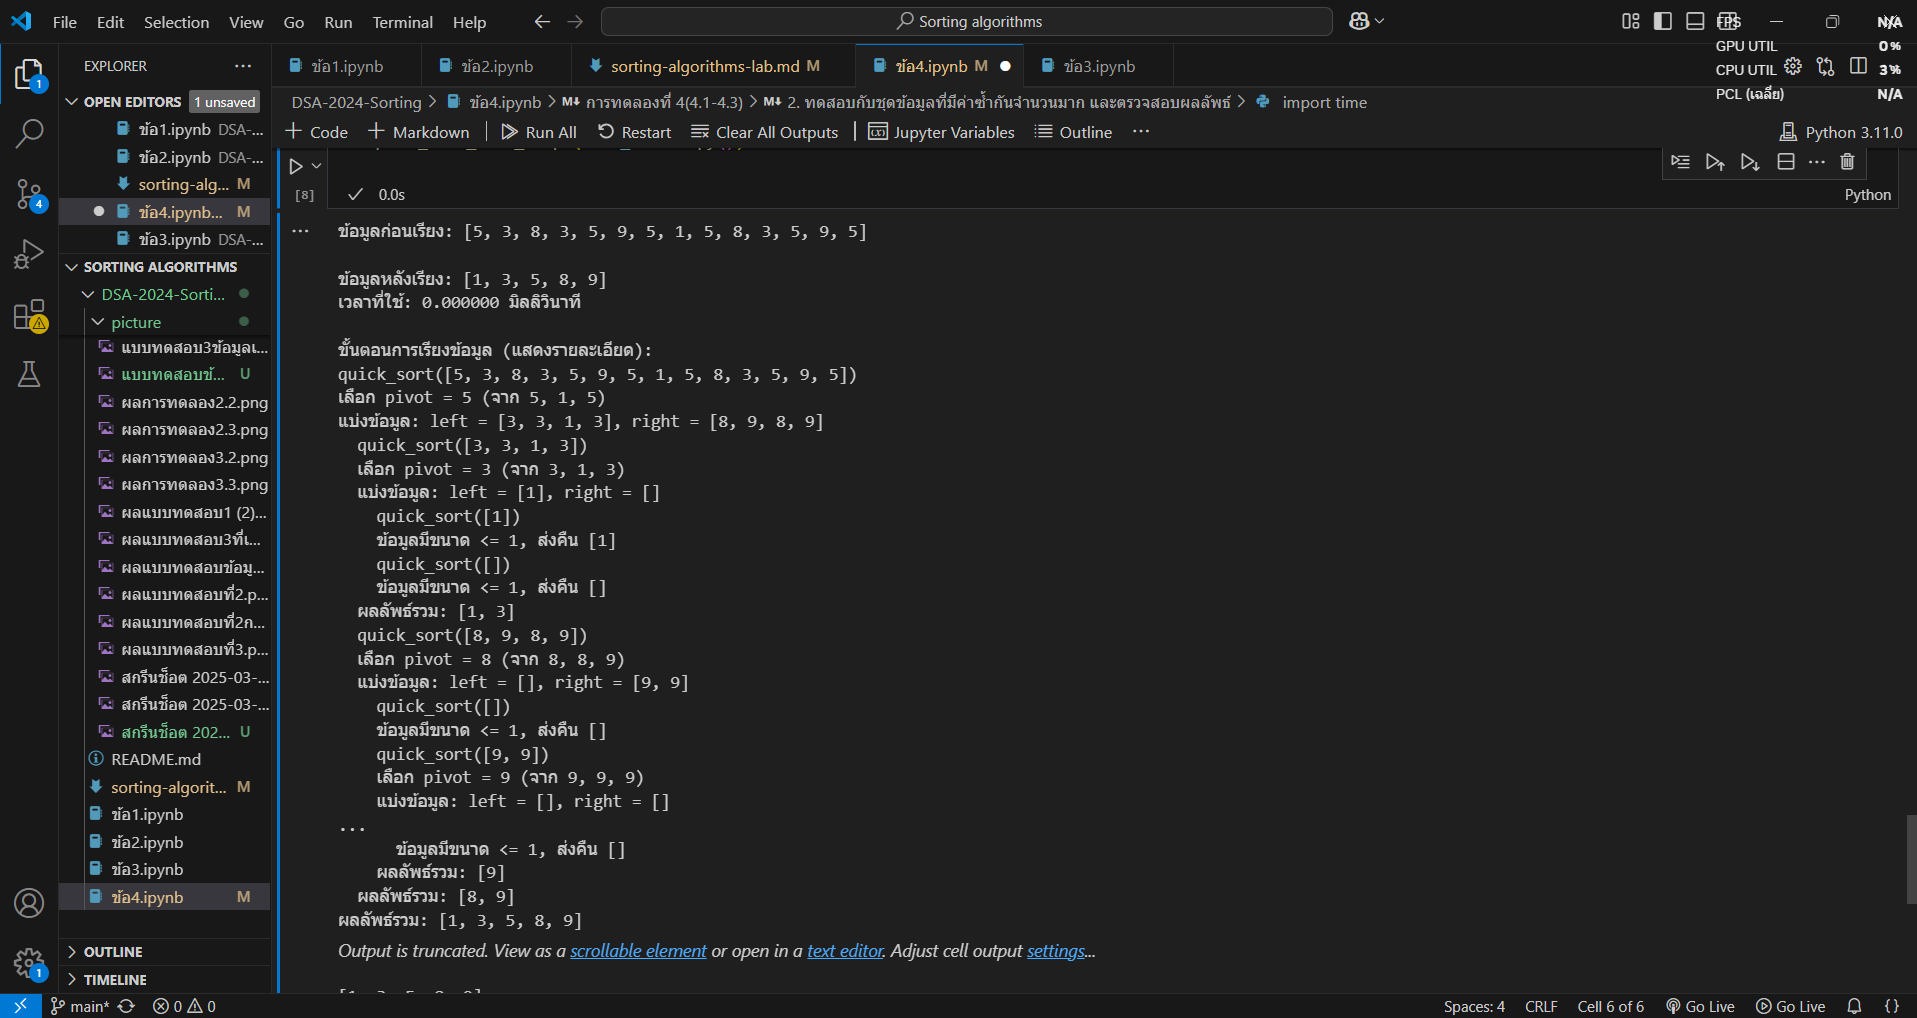 File Edit Selection View Go Run Terminal Help
Sorting algorithms
FPS N/A
GPU UTIL 0 %
CPU UTIL 3 %
PCL (เฉลี่ย) N/A
EXPLORER
OPEN EDITORS 1 unsaved
ข้อ1.ipynb DSA-...
ข้อ2.ipynb DSA-...
sorting-alg... M
ข้อ4.ipynb... M
ข้อ3.ipynb DSA-...
SORTING ALGORITHMS
DSA-2024-Sorti...
picture
แบบทดสอบ3ข้อมูลเ...
แบบทดสอบข้... U
ผลการทดลอง2.2.png
ผลการทดลอง2.3.png
ผลการทดลอง3.2.png
ผลการทดลอง3.3.png
ผลแบบทดสอบ1 (2)...
ผลแบบทดสอบ3ที่เ...
ผลแบบทดสอบข้อมู...
ผลแบบทดสอบที่2.p...
ผลแบบทดสอบที่2ก...
ผลแบบทดสอบที่3.p...
สกรีนช็อต 2025-03-...
สกรีนช็อต 2025-03-...
สกรีนช็อต 202... U
README.md
sorting-algorit... M
ข้อ1.ipynb
ข้อ2.ipynb
ข้อ3.ipynb
ข้อ4.ipynb M
OUTLINE
TIMELINE
ข้อ1.ipynb ข้อ2.ipynb sorting-algorithms-lab.md M ข้อ4.ipynb M ข้อ3.ipynb
DSA-2024-Sorting > ข้อ4.ipynb > M↓ การทดลองที่ 4(4.1-4.3) > M↓ 2. ทดสอบกับชุดข้อมูลที่มีค่าซ้ำกันจำนวนมาก และตรวจสอบผลลัพธ์ > import time
+ Code + Markdown | Run All Restart Clear All Outputs | Jupyter Variables Outline ...
Python 3.11.0
[8] 0.0s
Python
ข้อมูลก่อนเรียง: [5, 3, 8, 3, 5, 9, 5, 1, 5, 8, 3, 5, 9, 5]
ข้อมูลหลังเรียง: [1, 3, 5, 8, 9]
เวลาที่ใช้: 0.000000 มิลลิวินาที
ขั้นตอนการเรียงข้อมูล (แสดงรายละเอียด):
quick_sort([5, 3, 8, 3, 5, 9, 5, 1, 5, 8, 3, 5, 9, 5])
เลือก pivot = 5 (จาก 5, 1, 5)
แบ่งข้อมูล: left = [3, 3, 1, 3], right = [8, 9, 8, 9]
quick_sort([3, 3, 1, 3])
เลือก pivot = 3 (จาก 3, 1, 3)
แบ่งข้อมูล: left = [1], right = []
quick_sort([1])
ข้อมูลมีขนาด <= 1, ส่งคืน [1]
quick_sort([])
ข้อมูลมีขนาด <= 1, ส่งคืน []
ผลลัพธ์รวม: [1, 3]
quick_sort([8, 9, 8, 9])
เลือก pivot = 8 (จาก 8, 8, 9)
แบ่งข้อมูล: left = [], right = [9, 9]
quick_sort([])
ข้อมูลมีขนาด <= 1, ส่งคืน []
quick_sort([9, 9])
เลือก pivot = 9 (จาก 9, 9, 9)
แบ่งข้อมูล: left = [], right = []
...
ข้อมูลมีขนาด <= 1, ส่งคืน []
ผลลัพธ์รวม: [9]
ผลลัพธ์รวม: [8, 9]
ผลลัพธ์รวม: [1, 3, 5, 8, 9]
Output is truncated. View as a scrollable element or open in a text editor. Adjust cell output settings...
main* 0 0
Spaces: 4 CRLF Cell 6 of 6 Go Live Go Live {}